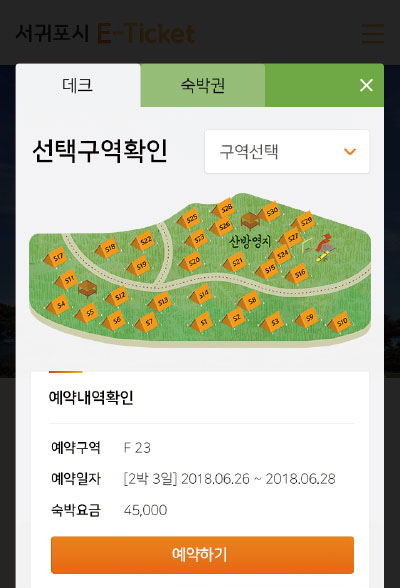 서귀포시 E-Ticket
데크
숙박권
선택구역확인
구역선택
S25
S28
S30
S29
S26
산방영지
S27
S18
S22
S23
S17
S24
S19
S20
S21
S15
S16
S11
S12
S13
S14
S4
S8
S5
S6
S7
S1
S2
S3
S9
S10
예약내역확인
예약구역 F 23
예약일자 [2박 3일] 2018.06.26 ~ 2018.06.28
숙박요금 45,000
예약하기